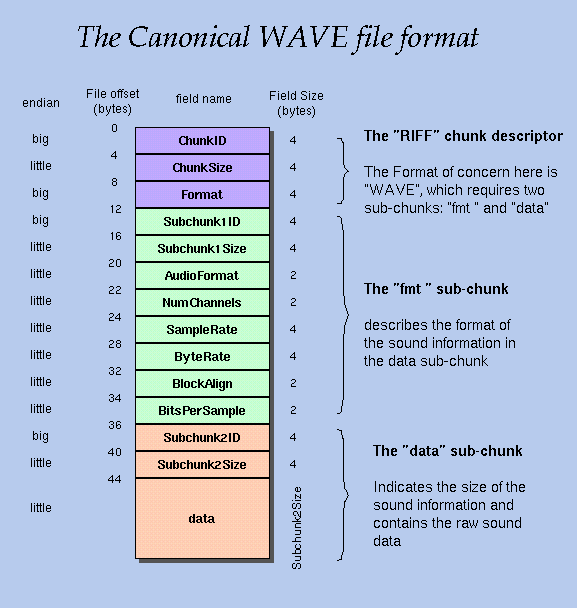 The Canonical WAVE file format
endian
File offset
(bytes)
field name
Field Size
(bytes)
0
big
ChunkID
4
4
little
ChunkSize
4
8
big
Format
4
12
big
Subchunk1ID
4
16
little
Subchunk1Size
4
20
little
AudioFormat
2
22
little
NumChannels
2
24
little
SampleRate
4
28
little
ByteRate
4
32
little
BlockAlign
2
34
little
BitsPerSample
2
36
big
Subchunk2ID
4
40
little
Subchunk2Size
4
44
little
data
Subchunk2Size
The "RIFF" chunk descriptor
The Format of concern here is
"WAVE", which requires two
sub-chunks: "fmt " and "data"
The "fmt " sub-chunk
describes the format of
the sound information in
the data sub-chunk
The "data" sub-chunk
Indicates the size of the
sound information and
contains the raw sound
data